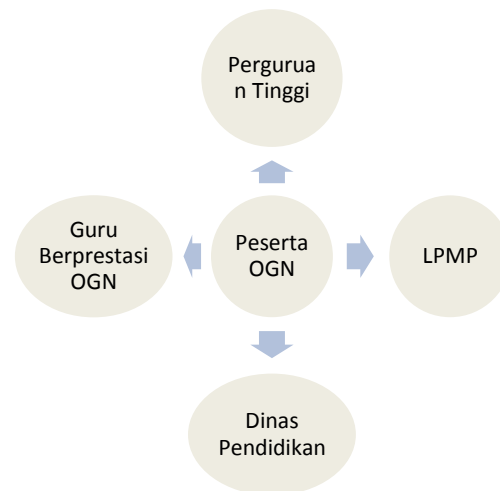 Pergurua
n Tinggi
Guru
Berprestasi
OGN
Peserta
OGN
LPMP
Dinas
Pendidikan